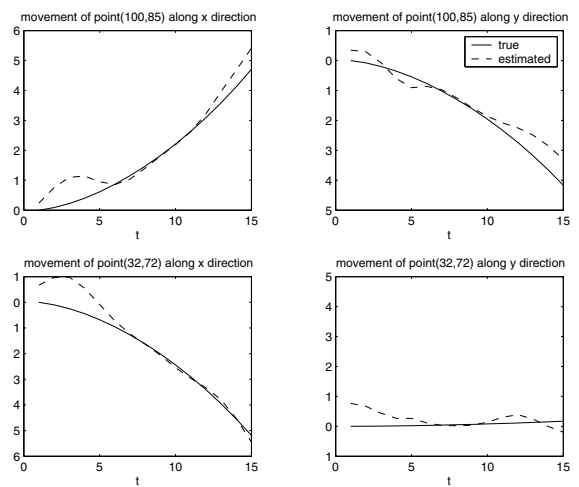 movement of point(100,85) along x direction
6
5
4
3
2
1
0
0 5 10 15
t
movement of point(100,85) along y direction
true
estimated
1
0
1
2
3
4
5
0 5 10 15
t
movement of point(32,72) along x direction
1
0
1
2
3
4
5
6
0 5 10 15
t
movement of point(32,72) along y direction
5
4
3
2
1
0
1
0 5 10 15
t